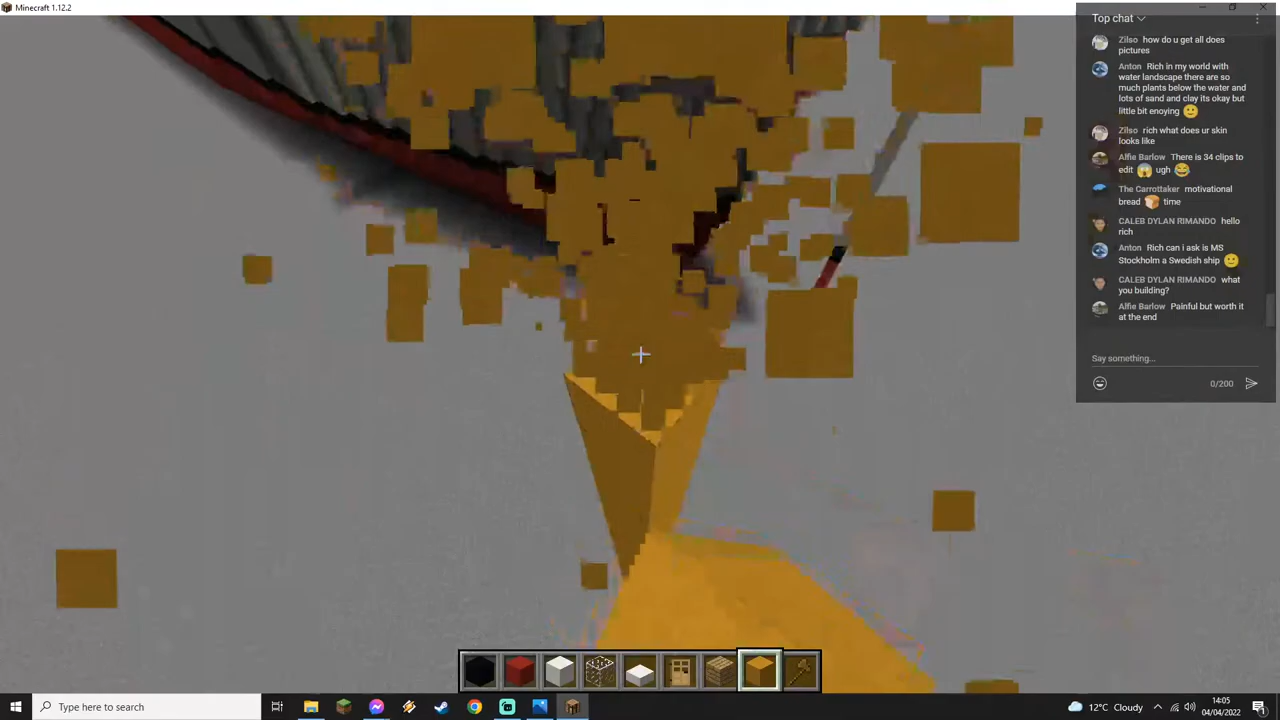 Minecraft 1.12.2
Top chat
Zilso how do u get all does
pictures
Anton Rich in my world with
water landscape there are so
much plants below the water and
lots of sand and clay its okay but
little bit enoying
Zilso rich what does ur skin
looks like
Alfie Barlow There is 34 clips to
edit ugh
The Carrottaker motivational
bread time
CALEB DYLAN RIMANDO hello
rich
Anton Rich can i ask is MS
Stockholm a Swedish ship
CALEB DYLAN RIMANDO what
you building?
Alfie Barlow Painful but worth it
at the end
Say something...
0/200
Type here to search
12°C Cloudy
14:05
04/04/2022
1